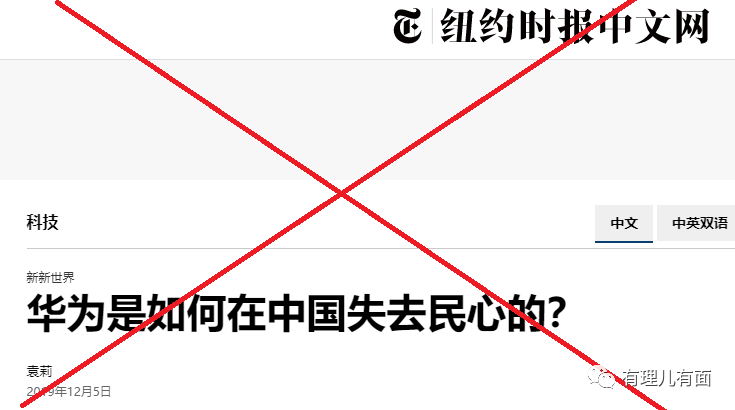 纽约时报中文网
科技
中文 中英双语
新新世界
华为是如何在中国失去民心的？
袁莉
2019年12月5日
有理儿有面